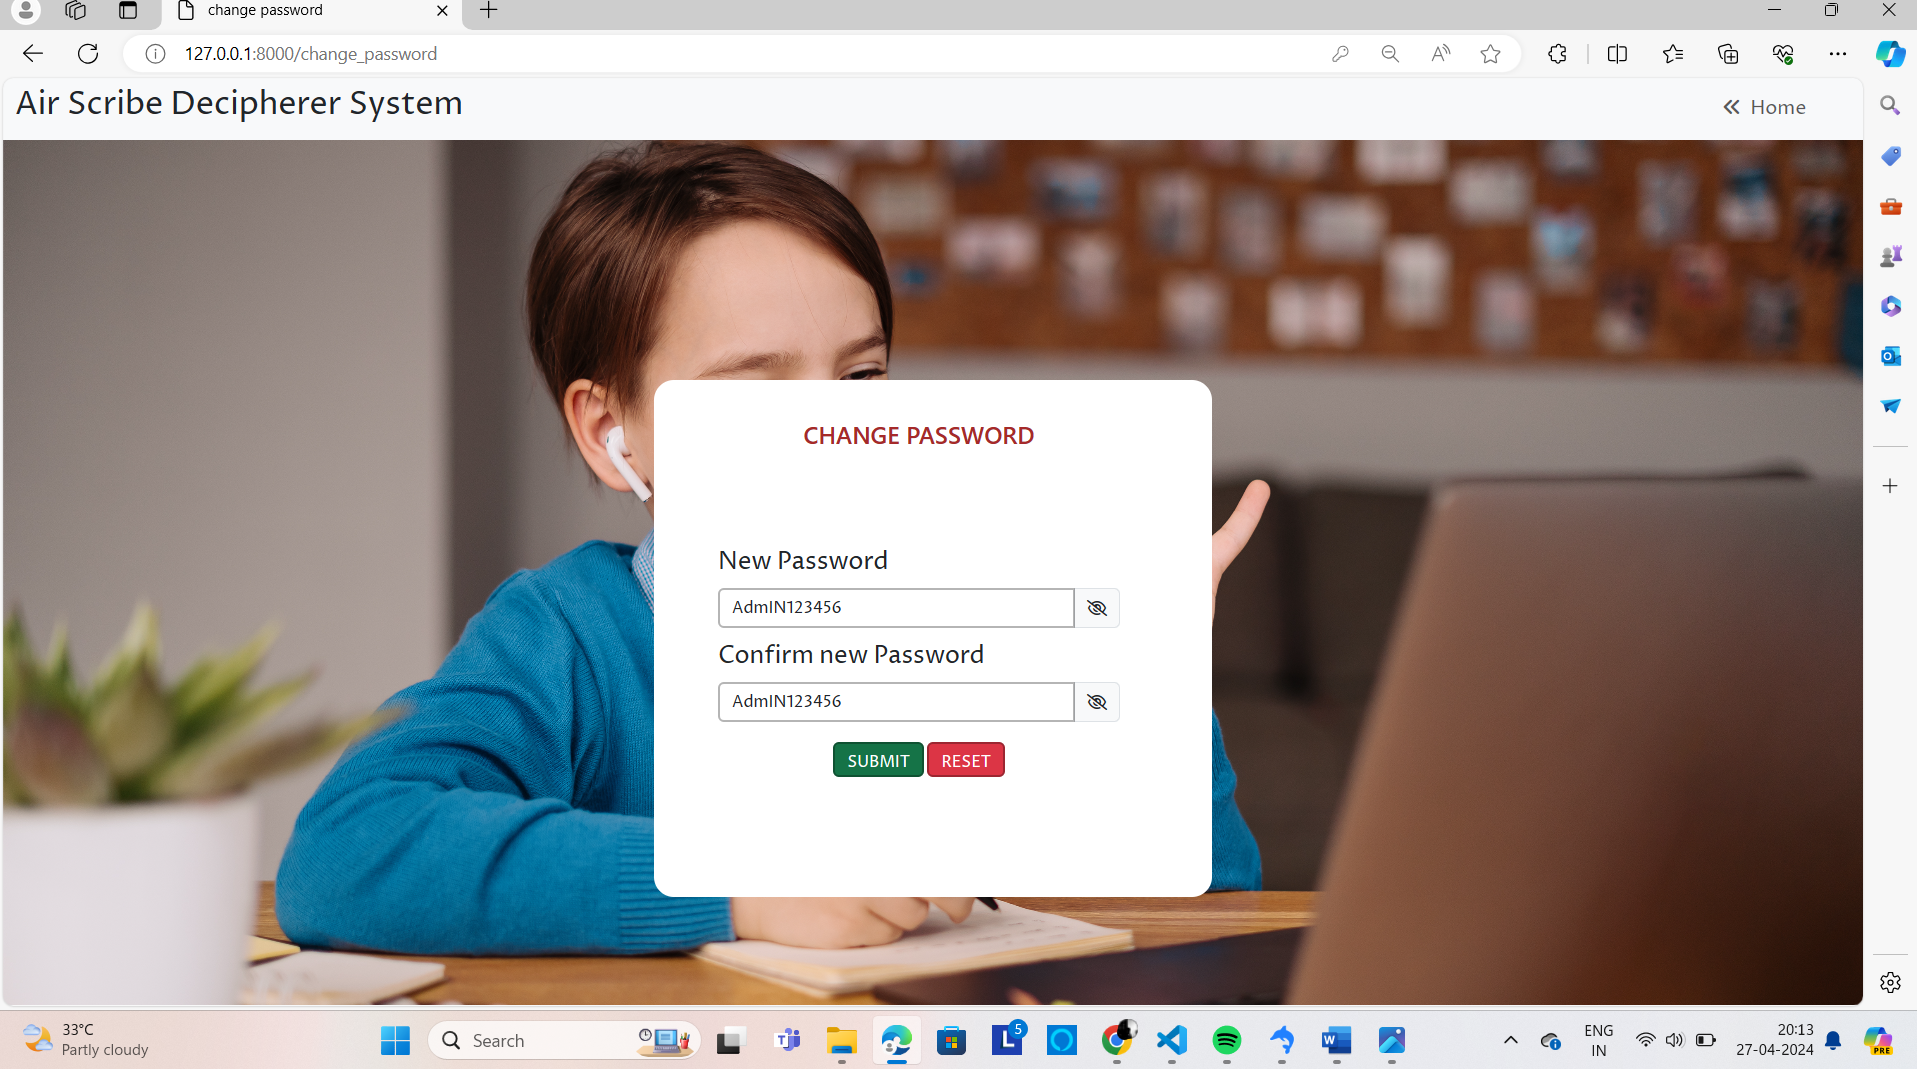 change password
127.0.0.1:8000/change_password
Air Scribe Decipherer System
Home
CHANGE PASSWORD
New Password
AdmIN123456
Confirm new Password
AdmIN123456
SUBMIT RESET
33°C
Partly cloudy
Search
5
ENG
IN
20:13
27-04-2024
PRE